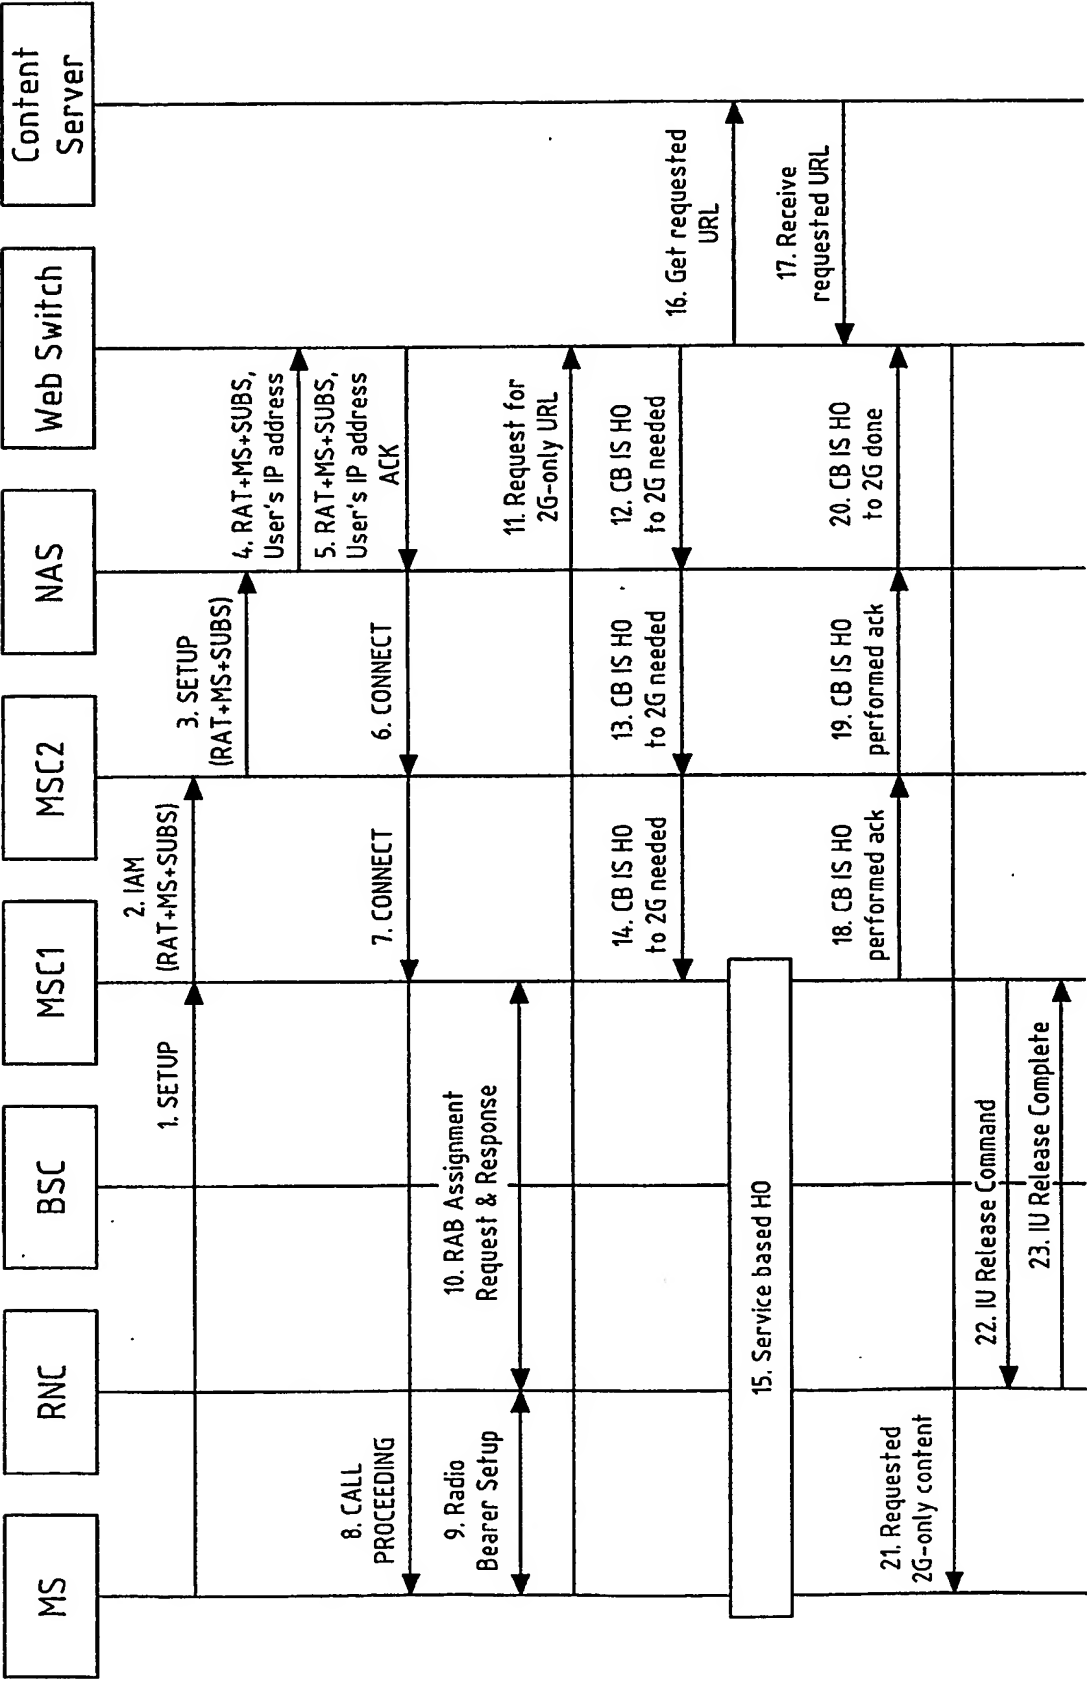 MS
RNC
BSC
MSC1
MSC2
NAS
Web Switch
Content
Server
1. SETUP
2. IAM
(RAT+MS+SUBS)
3. SETUP
(RAT+MS+SUBS)
4. RAT+MS+SUBS,
User's IP address
5. RAT+MS+SUBS,
User's IP address
ACK
6. CONNECT
7. CONNECT
8. CALL
PROCEEDING
9. Radio
Bearer Setup
10. RAB Assignment
Request & Response
11. Request for
2G-only URL
12. CB IS HO
to 2G needed
13. CB IS HO
to 2G needed
14. CB IS HO
to 2G needed
15. Service based HO
16. Get requested
URL
17. Receive
requested URL
18. CB IS HO
performed ack
19. CB IS HO
performed ack
20. CB IS HO
to 2G done
21. Requested
2G-only content
22. IU Release Command
23. IU Release Complete